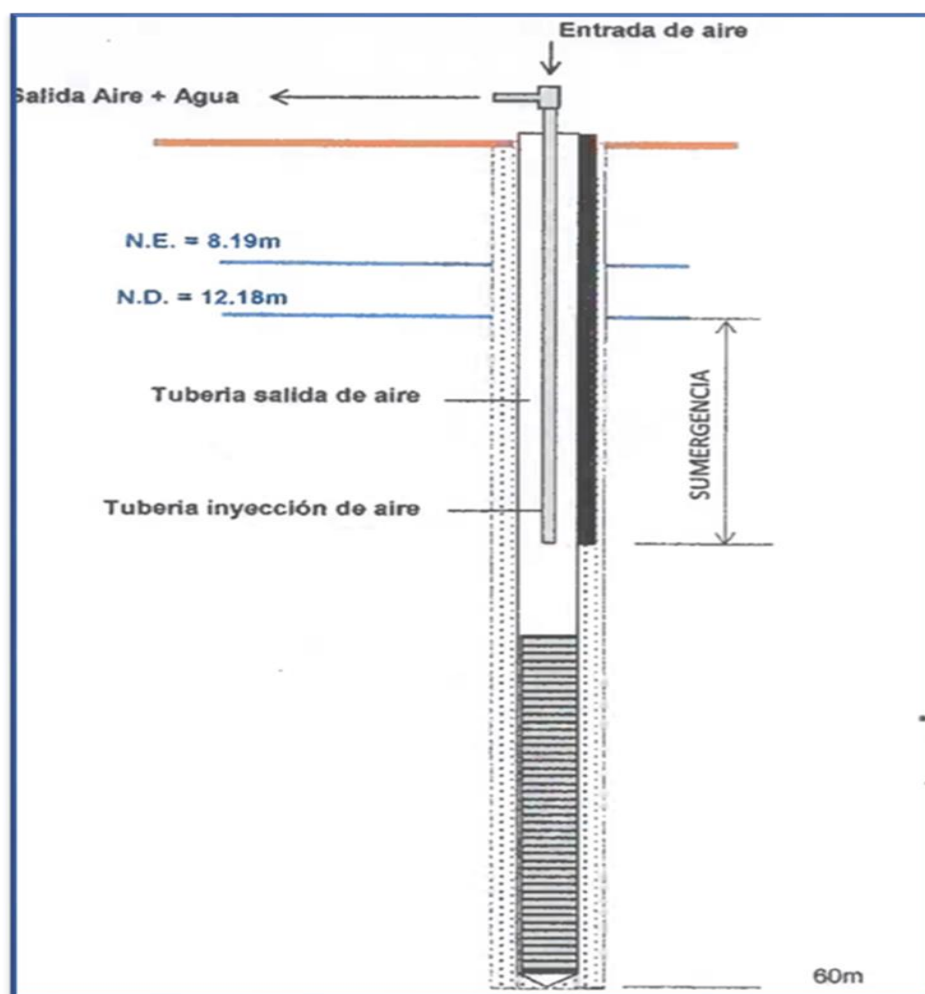 Entrada de aire
Salida Aire + Agua
N.E. = 8.19m
N.D. = 12.18m
Tuberia salida de aire
SUMERGENCIA
Tuberia inyección de aire
60m